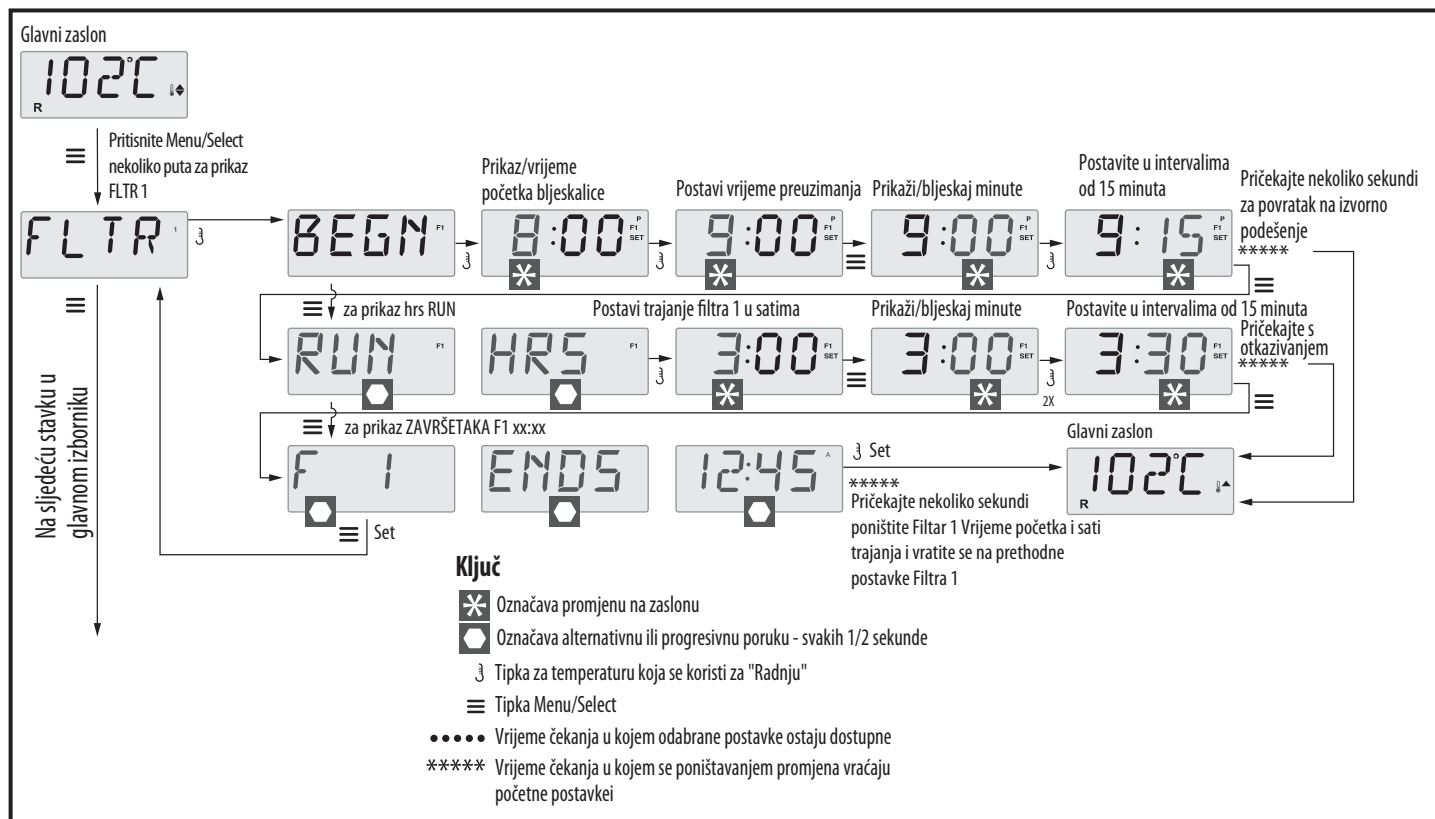 Glavni zaslon
102°C
R
Pritisnite Menu/Select
nekoliko puta za prikaz
FLTR 1
FLTR 1
BEGN F1
Prikaz/vrijeme
početka bljeskalice
8:00 P F1 SET
Postavi vrijeme preuzimanja
9:00 P F1 SET
Prikaži/bljeskaj minute
9:00 P F1 SET
Postavite u intervalima
od 15 minuta
9:15 P F1 SET
Pričekajte nekoliko sekundi
za povratak na izvorno
podešenje
*****
za prikaz hrs RUN
RUN F1
HRS F1
Postavi trajanje filtra 1 u satima
3:00 F1 SET
Prikaži/bljeskaj minute
3:00 F1 SET
2X
Postavite u intervalima od 15 minuta
3:30 F1 SET
Pričekajte s
otkazivanjem
*****
za prikaz ZAVRŠETAKA F1 xx:xx
F 1
ENDS
12:45 A
Set
*****
Pričekajte nekoliko sekundi
poništite Filtar 1 Vrijeme početka i sati
trajanja i vratite se na prethodne
postavke Filtra 1
Glavni zaslon
102°C
R
Set
Na sljedeću stavku u
glavnom izborniku
Ključ
Označava promjenu na zaslonu
Označava alternativnu ili progresivnu poruku - svakih 1/2 sekunde
Tipka za temperaturu koja se koristi za "Radnju"
Tipka Menu/Select
••••• Vrijeme čekanja u kojem odabrane postavke ostaju dostupne
***** Vrijeme čekanja u kojem se poništavanjem promjena vraćaju
početne postavkei